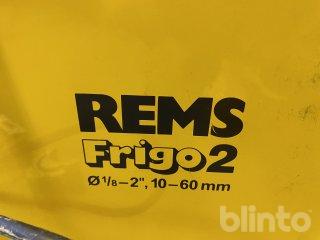 REMS
Frigo2
Ø 1/8–2", 10–60 mm
blinto